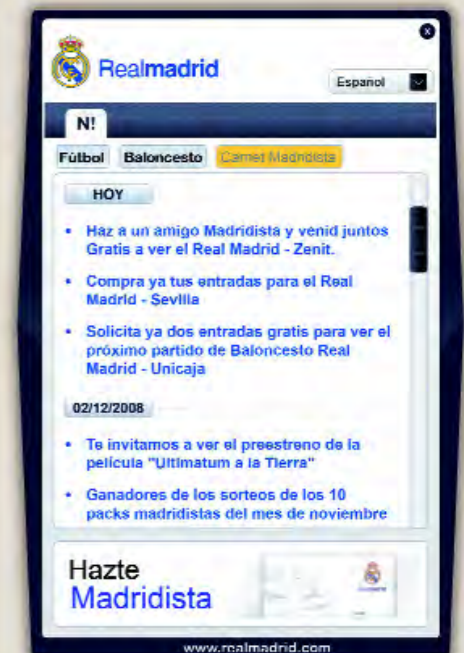 Realmadrid
Español
N!
Fútbol Baloncesto Carnet Madridista
HOY
• Haz a un amigo Madridista y venid juntos
Gratis a ver el Real Madrid - Zenit.
• Compra ya tus entradas para el Real
Madrid - Sevilla
• Solicita ya dos entradas gratis para ver el
próximo partido de Baloncesto Real
Madrid - Unicaja
02/12/2008
• Te invitamos a ver el preestreno de la
película "Ultimatum a la Tierra"
• Ganadores de los sorteos de los 10
packs madridistas del mes de noviembre
Hazte
Madridista
www.realmadrid.com